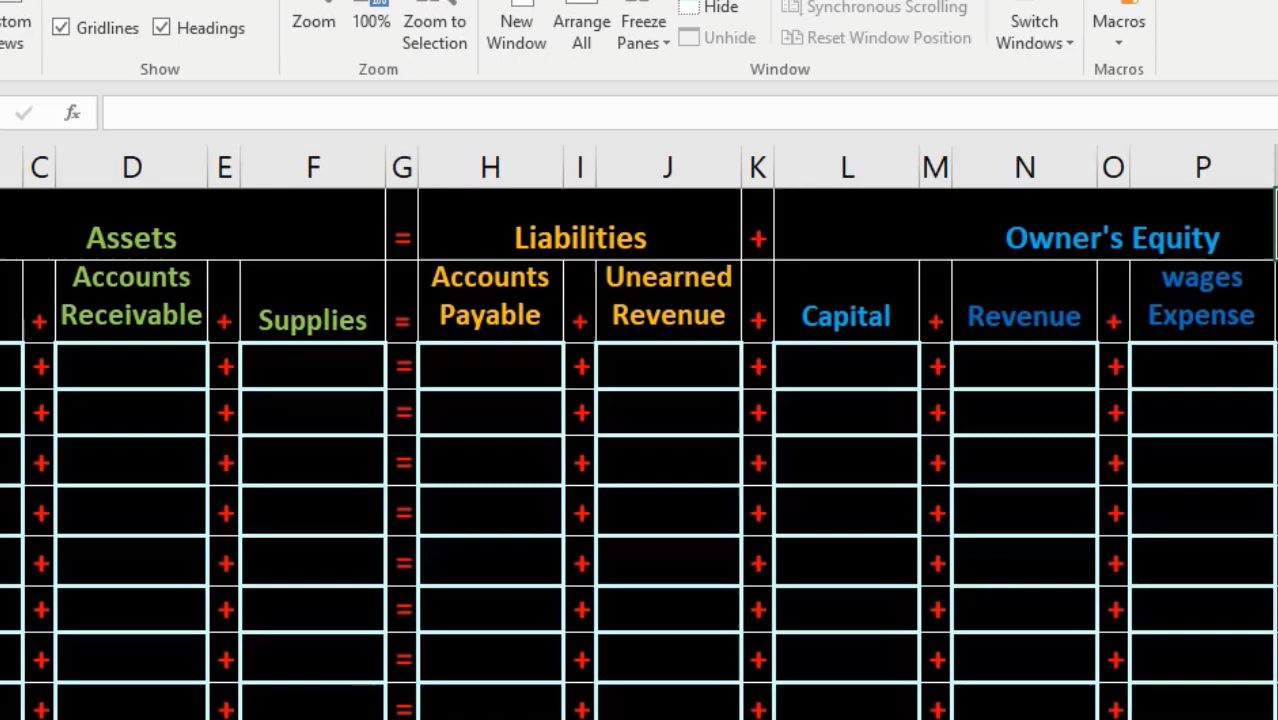 stom Zoom 100% Zoom to New Arrange Freeze Hide Synchronous Scrolling Switch Macros
Gridlines Headings Selection Window All Panes Unhide Reset Window Position Windows
Show Zoom Window Macros
fx
C D E F G H I J K L M N O P
Assets = Liabilities + Owner's Equity
Accounts Accounts Unearned wages
+ Receivable + Supplies = Payable + Revenue + Capital + Revenue + Expense
+ + = + + + +
+ + = + + + +
+ + = + + + +
+ + = + + + +
+ + = + + + +
+ + = + + + +
+ + = + + + +
+ + = + + + +